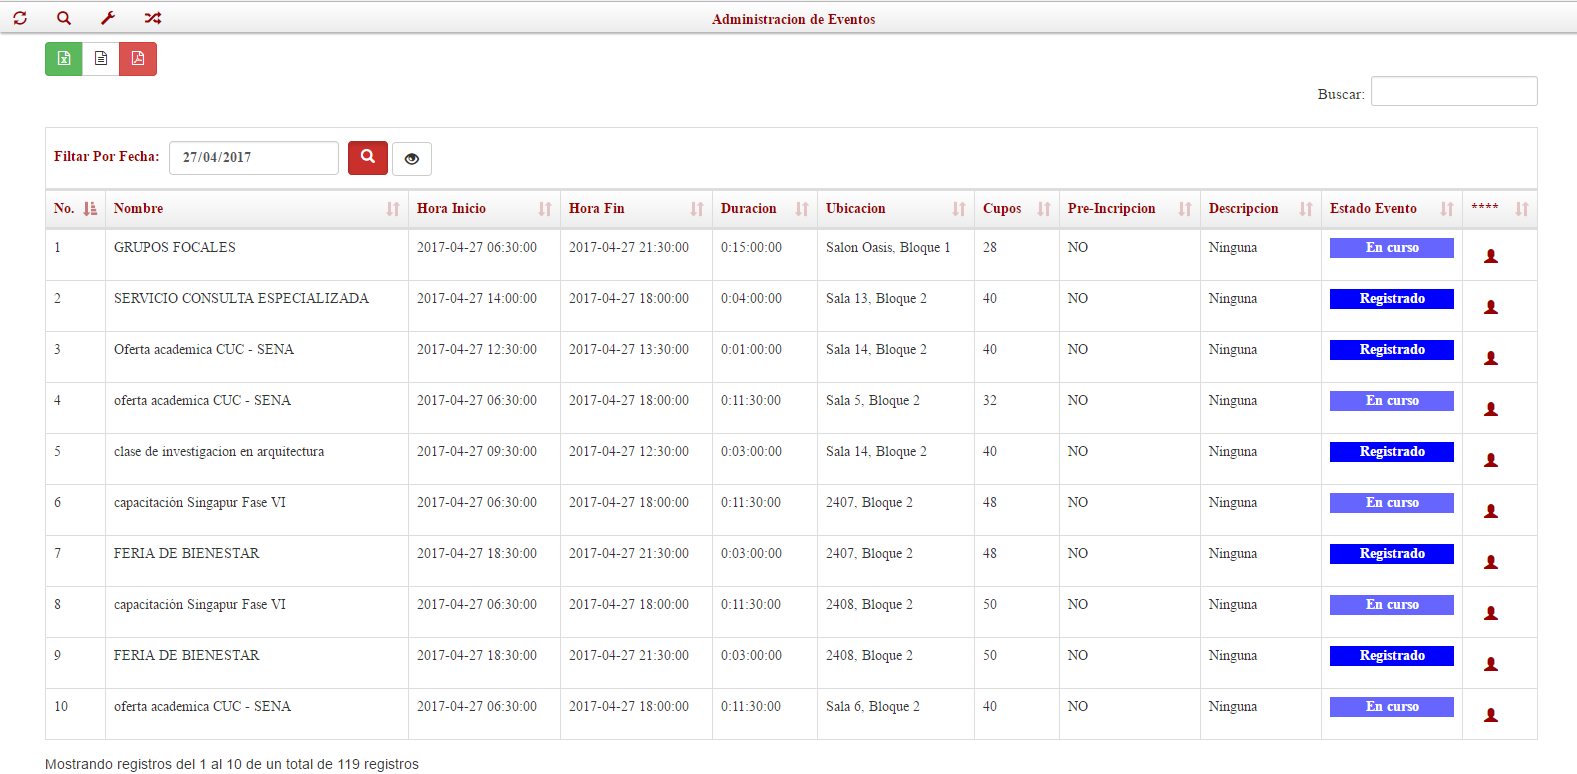 Administracion de Eventos
Buscar:
Filtar Por Fecha: 27/04/2017
No. Nombre Hora Inicio Hora Fin Duracion Ubicacion Cupos Pre-Incripcion Descripcion Estado Evento ****
1 GRUPOS FOCALES 2017-04-27 06:30:00 2017-04-27 21:30:00 0:15:00:00 Salon Oasis, Bloque 1 28 NO Ninguna En curso
2 SERVICIO CONSULTA ESPECIALIZADA 2017-04-27 14:00:00 2017-04-27 18:00:00 0:04:00:00 Sala 13, Bloque 2 40 NO Ninguna Registrado
3 Oferta academica CUC - SENA 2017-04-27 12:30:00 2017-04-27 13:30:00 0:01:00:00 Sala 14, Bloque 2 40 NO Ninguna Registrado
4 oferta academica CUC - SENA 2017-04-27 06:30:00 2017-04-27 18:00:00 0:11:30:00 Sala 5, Bloque 2 32 NO Ninguna En curso
5 clase de investigacion en arquitectura 2017-04-27 09:30:00 2017-04-27 12:30:00 0:03:00:00 Sala 14, Bloque 2 40 NO Ninguna Registrado
6 capacitación Singapur Fase VI 2017-04-27 06:30:00 2017-04-27 18:00:00 0:11:30:00 2407, Bloque 2 48 NO Ninguna En curso
7 FERIA DE BIENESTAR 2017-04-27 18:30:00 2017-04-27 21:30:00 0:03:00:00 2407, Bloque 2 48 NO Ninguna Registrado
8 capacitación Singapur Fase VI 2017-04-27 06:30:00 2017-04-27 18:00:00 0:11:30:00 2408, Bloque 2 50 NO Ninguna En curso
9 FERIA DE BIENESTAR 2017-04-27 18:30:00 2017-04-27 21:30:00 0:03:00:00 2408, Bloque 2 50 NO Ninguna Registrado
10 oferta academica CUC - SENA 2017-04-27 06:30:00 2017-04-27 18:00:00 0:11:30:00 Sala 6, Bloque 2 40 NO Ninguna En curso
Mostrando registros del 1 al 10 de un total de 119 registros